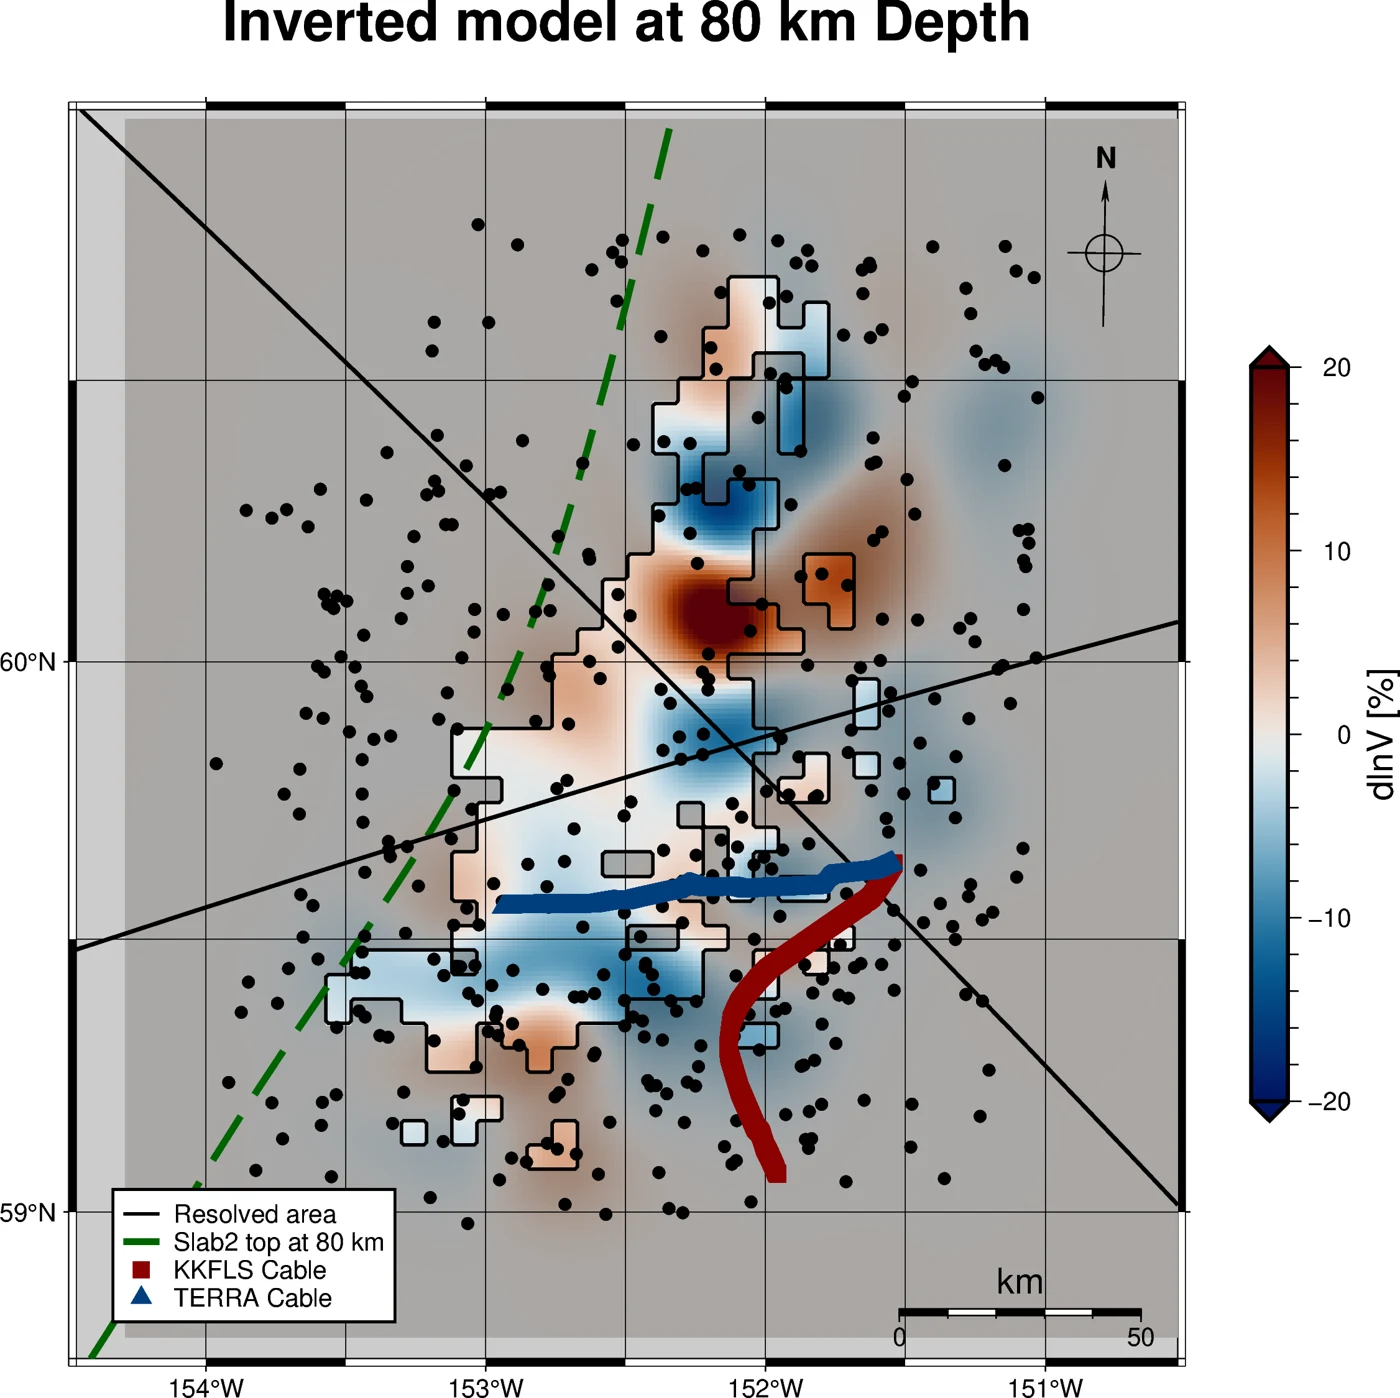 Inverted model at 80 km Depth
N
60°N
59°N
154°W
153°W
152°W
151°W
Resolved area
Slab2 top at 80 km
KKFLS Cable
TERRA Cable
km
0
50
20
10
0
−10
−20
dlnV [%]